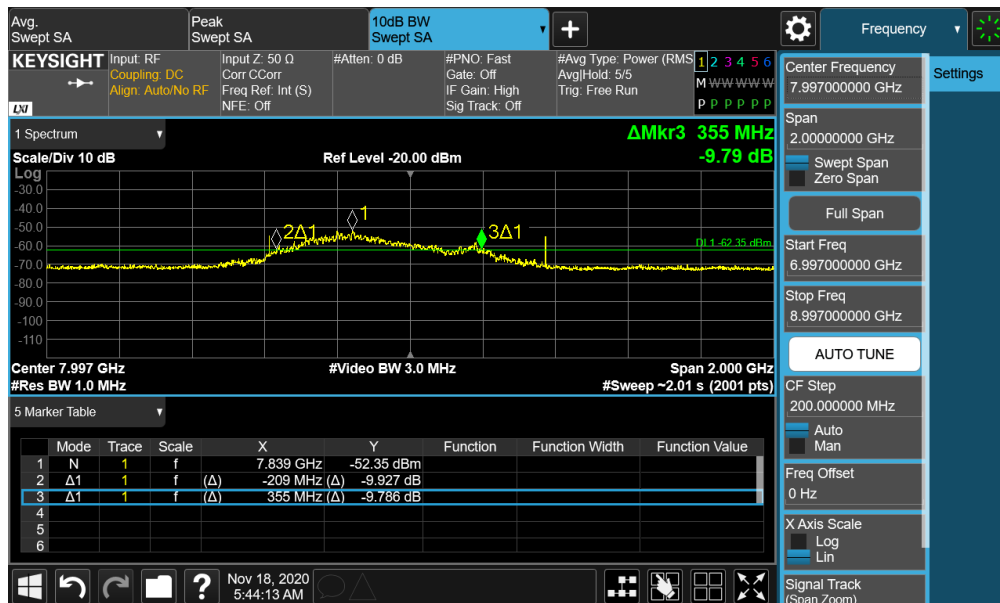 Avg.
Swept SA
Peak
Swept SA
10dB BW
Swept SA
Frequency
KEYSIGHT
LXI
Input: RF
Coupling: DC
Align: Auto/No RF
Input Z: 50 Ω
Corr CCorr
Freq Ref: Int (S)
NFE: Off
#Atten: 0 dB
#PNO: Fast
Gate: Off
IF Gain: High
Sig Track: Off
#Avg Type: Power (RMS
Avg|Hold: 5/5
Trig: Free Run
1 2 3 4 5 6
M W W W W W
P P P P P P
1 Spectrum
ΔMkr3 355 MHz
-9.79 dB
Scale/Div 10 dB
Ref Level -20.00 dBm
Log
-30.0
-40.0
-50.0
-60.0
-70.0
-80.0
-90.0
-100
-110
1
2Δ1
3Δ1
DL1 -62.35 dBm
Center 7.997 GHz
#Video BW 3.0 MHz
Span 2.000 GHz
#Res BW 1.0 MHz
#Sweep ~2.01 s (2001 pts)
5 Marker Table
Mode Trace Scale X Y Function Function Width Function Value
1 N 1 f 7.839 GHz -52.35 dBm
2 Δ1 1 f (Δ) -209 MHz (Δ) -9.927 dB
3 Δ1 1 f (Δ) 355 MHz (Δ) -9.786 dB
4
5
6
Nov 18, 2020
5:44:13 AM
Center Frequency
7.997000000 GHz
Span
2.00000000 GHz
Swept Span
Zero Span
Full Span
Start Freq
6.997000000 GHz
Stop Freq
8.997000000 GHz
AUTO TUNE
CF Step
200.000000 MHz
Auto
Man
Freq Offset
0 Hz
X Axis Scale
Log
Lin
Signal Track
(Span Zoom)
Settings